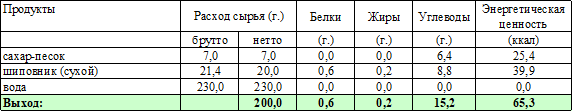 Продукты Расход сырья (г.) Белки Жиры Углеводы Энергетическая ценность
брутто нетто (г.) (г.) (г.) (ккал)
сахар-песок 7,0 7,0 0,0 0,0 6,4 25,4
шиповник (сухой) 21,4 20,0 0,6 0,2 8,8 39,9
вода 230,0 230,0 0,0 0,0 0,0 0,0
Выход: 200,0 0,6 0,2 15,2 65,3